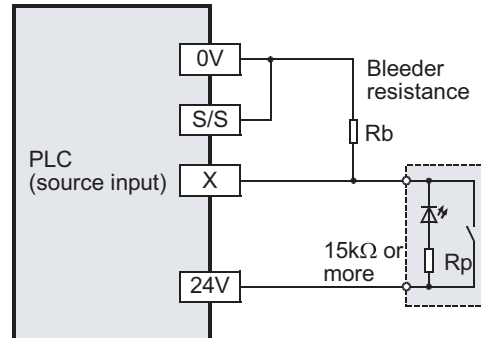 0V
Bleeder
resistance
S/S
Rb
PLC
(source input)
X
15kΩ or
more
Rp
24V